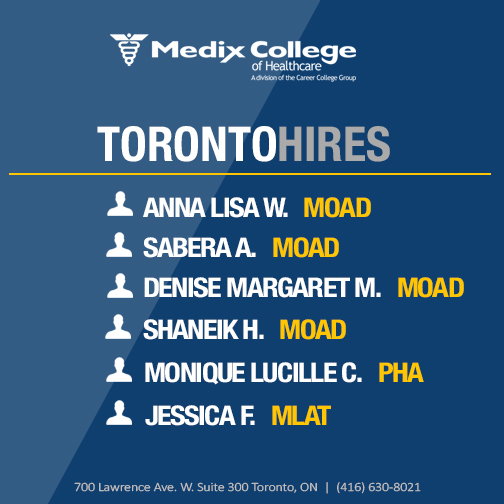 Medix College
of Healthcare
A division of the Career College Group
TORONTOHIRES
ANNA LISA W. MOAD
SABERA A. MOAD
DENISE MARGARET M. MOAD
SHANEIK H. MOAD
MONIQUE LUCILLE C. PHA
JESSICA F. MLAT
700 Lawrence Ave. W. Suite 300 Toronto, ON | (416) 630-8021